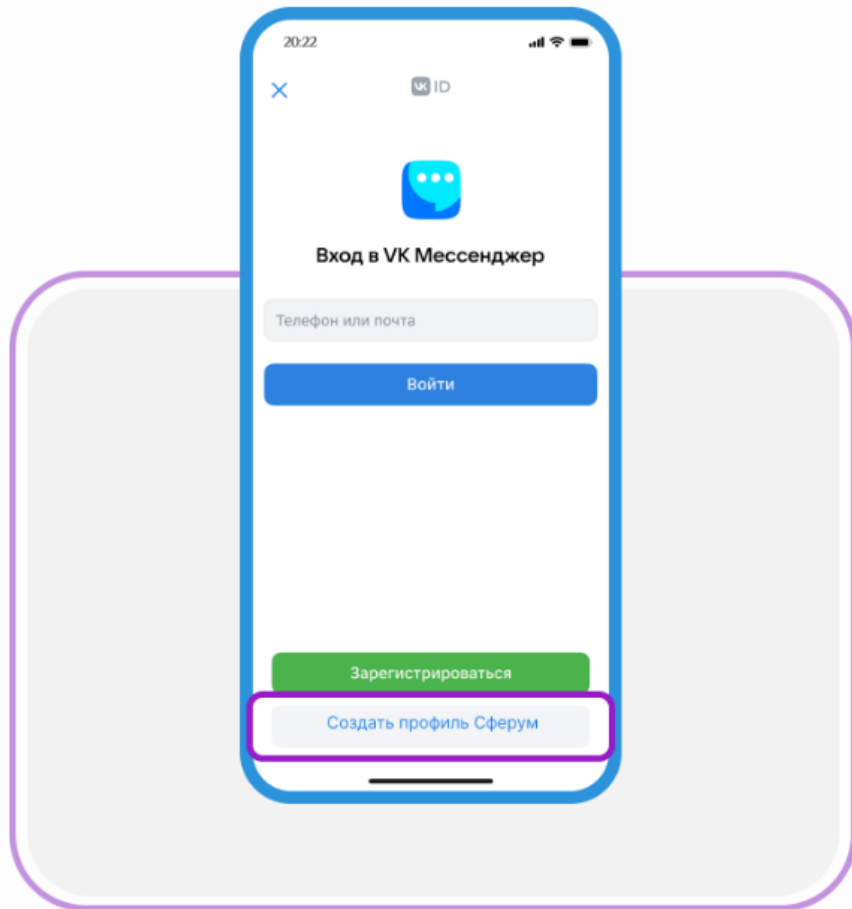 20:22
VK ID
Вход в VK Мессенджер
Телефон или почта
Войти
Зарегистрироваться
Создать профиль Сферум